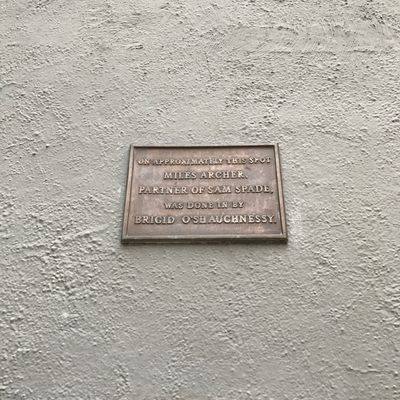 ON APPROXIMATELY THIS SPOT
MILES ARCHER,
PARTNER OF SAM SPADE,
WAS DONE IN BY
BRIGID O'SHAUGHNESSY.